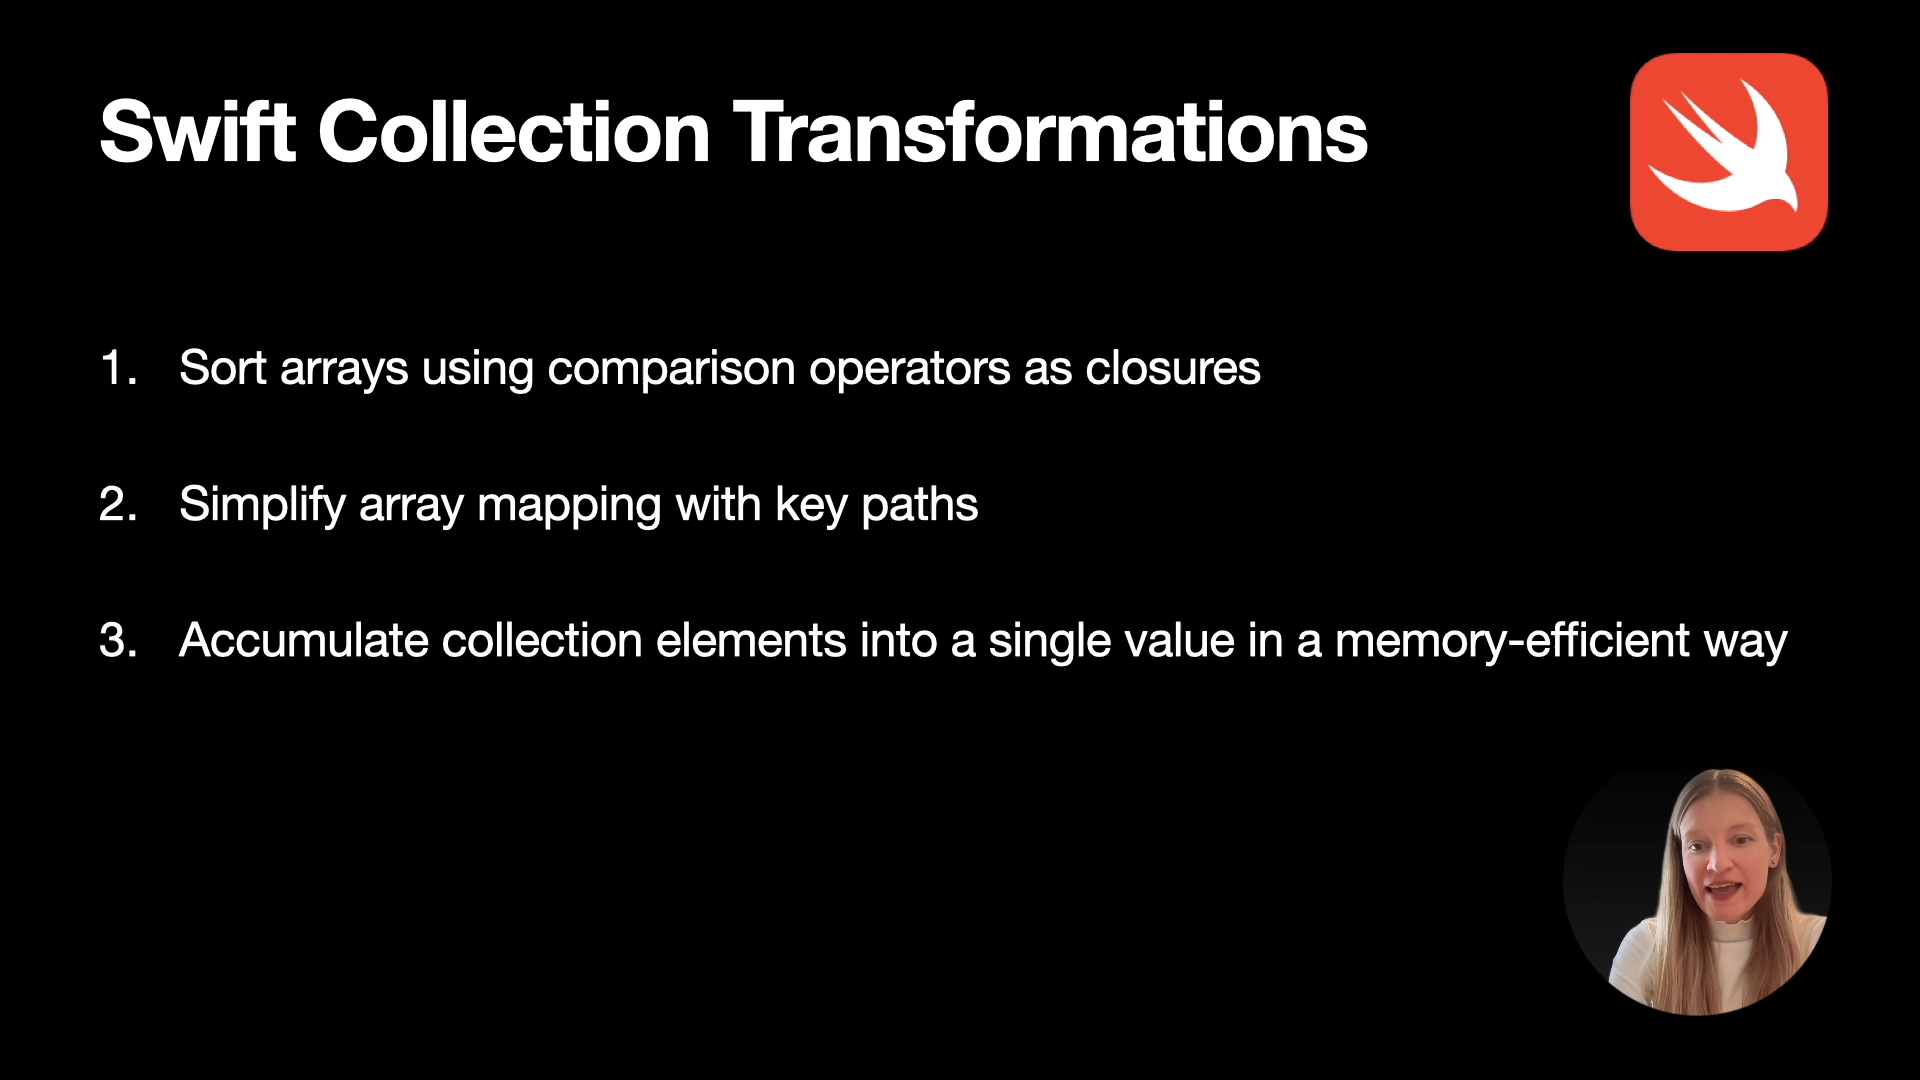 Swift Collection Transformations
1. Sort arrays using comparison operators as closures
2. Simplify array mapping with key paths
3. Accumulate collection elements into a single value in a memory-efficient way